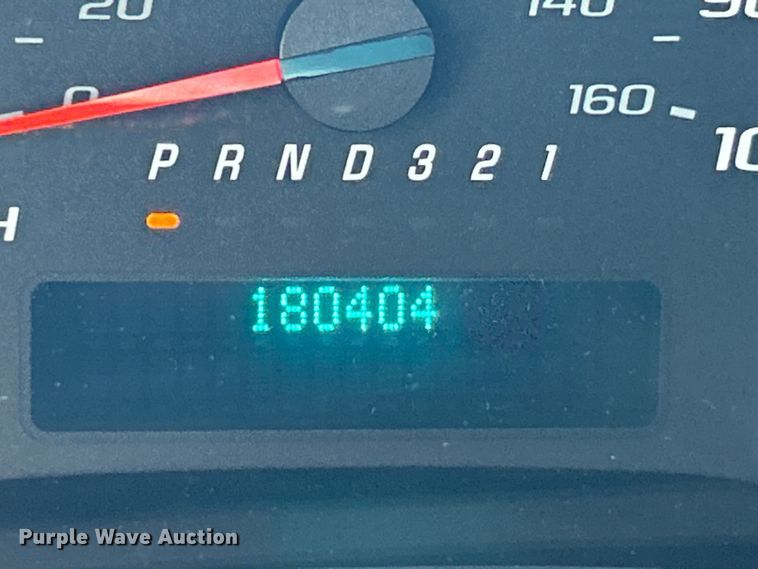 20 140
0 160
P R N D 3 2 1
H
180404
Purple Wave Auction